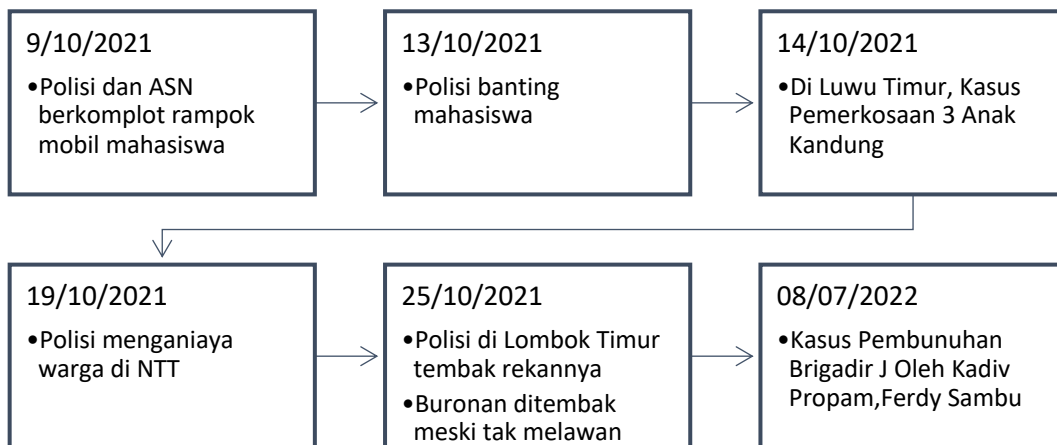 9/10/2021
•Polisi dan ASN
berkomplot rampok
mobil mahasiswa
13/10/2021
•Polisi banting
mahasiswa
14/10/2021
•Di Luwu Timur, Kasus
Pemerkosaan 3 Anak
Kandung
19/10/2021
•Polisi menganiaya
warga di NTT
25/10/2021
•Polisi di Lombok Timur
tembak rekannya
•Buronan ditembak
meski tak melawan
08/07/2022
•Kasus Pembunuhan
Brigadir J Oleh Kadiv
Propam,Ferdy Sambu